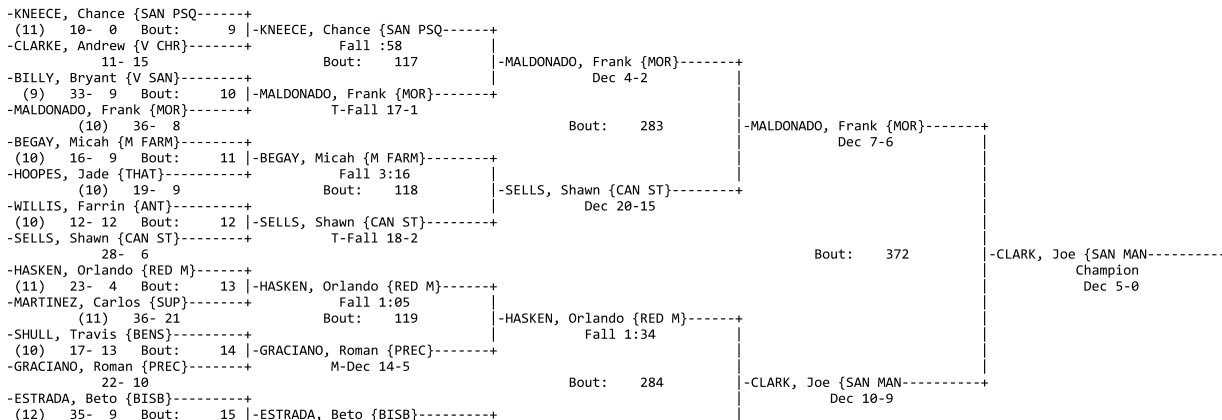 -KNEECE, Chance {SAN PSQ------+
(11) 10- 0 Bout: 9 |-KNEECE, Chance {SAN PSQ------+
-CLARKE, Andrew {V CHR}-------+ Fall :58 |
11- 15 Bout: 117 |-MALDONADO, Frank {MOR}-------+
-BILLY, Bryant {V SAN}--------+ | Dec 4-2 |
(9) 33- 9 Bout: 10 |-MALDONADO, Frank {MOR}-------+ |
-MALDONADO, Frank {MOR}-------+ T-Fall 17-1 |
(10) 36- 8 Bout: 283 |-MALDONADO, Frank {MOR}-------+
-BEGAY, Micah {M FARM}--------+ | Dec 7-6 |
(10) 16- 9 Bout: 11 |-BEGAY, Micah {M FARM}--------+ | |
-HOOPES, Jade {THAT}----------+ Fall 3:16 | | |
(10) 19- 9 Bout: 118 |-SELLS, Shawn {CAN ST}--------+ |
-WILLIS, Farrin {ANT}---------+ | Dec 20-15 |
(10) 12- 12 Bout: 12 |-SELLS, Shawn {CAN ST}--------+ |
-SELLS, Shawn {CAN ST}--------+ T-Fall 18-2 |
28- 6 Bout: 372 |-CLARK, Joe {SAN MAN----------
-HASKEN, Orlando {RED M}------+ | Champion
(11) 23- 4 Bout: 13 |-HASKEN, Orlando {RED M}------+ | Dec 5-0
-MARTINEZ, Carlos {SUP}-------+ Fall 1:05 | |
(11) 36- 21 Bout: 119 |-HASKEN, Orlando {RED M}------+ |
-SHULL, Travis {BENS}---------+ | Fall 1:34 | |
(10) 17- 13 Bout: 14 |-GRACIANO, Roman {PREC}-------+ | |
-GRACIANO, Roman {PREC}-------+ M-Dec 14-5 | |
22- 10 Bout: 284 |-CLARK, Joe {SAN MAN----------+
-ESTRADA, Beto {BISB}---------+ | Dec 10-9
(12) 35- 9 Bout: 15 |-ESTRADA, Beto {BISB}---------+ |